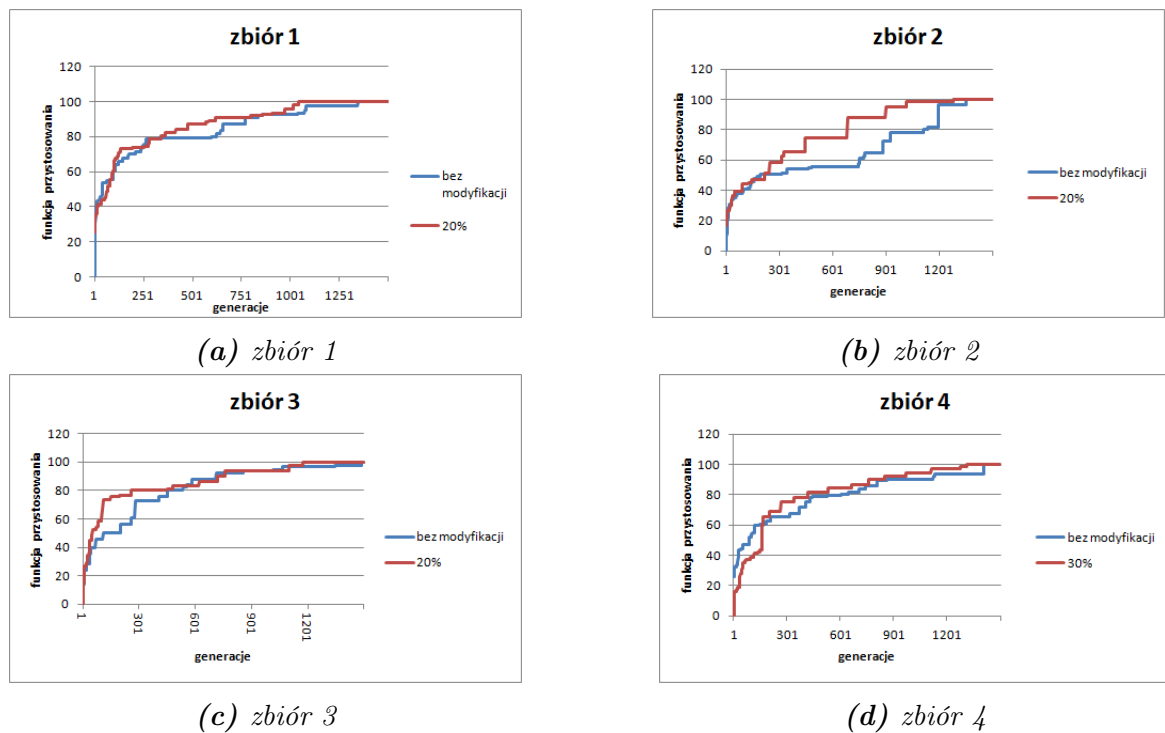 zbiór 1
120
100
80
60
40
20
0
funkcja przystosowania
1 251 501 751 1001 1251
generacje
bez modyfikacji
20%
(a) zbiór 1
zbiór 2
120
100
80
60
40
20
0
funkcja przystosowania
1 301 601 901 1201
generacje
bez modyfikacji
20%
(b) zbiór 2
zbiór 3
120
100
80
60
40
20
0
funkcja przystosowania
1 301 601 901 1201
generacje
bez modyfikacji
20%
(c) zbiór 3
zbiór 4
120
100
80
60
40
20
0
funkcja przystosowania
1 301 601 901 1201
generacje
bez modyfikacji
30%
(d) zbiór 4